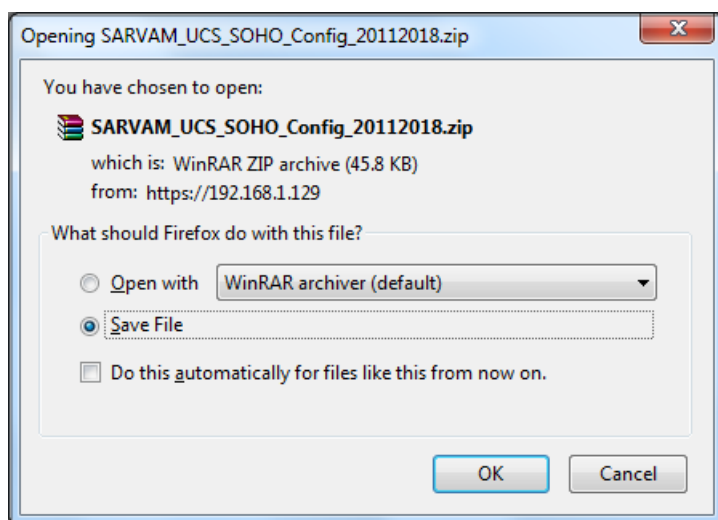 Opening SARVAM_UCS_SOHO_Config_20112018.zip
You have chosen to open:
SARVAM_UCS_SOHO_Config_20112018.zip
which is: WinRAR ZIP archive (45.8 KB)
from: https://192.168.1.129
What should Firefox do with this file?
Open with WinRAR archiver (default)
Save File
Do this automatically for files like this from now on.
OK Cancel